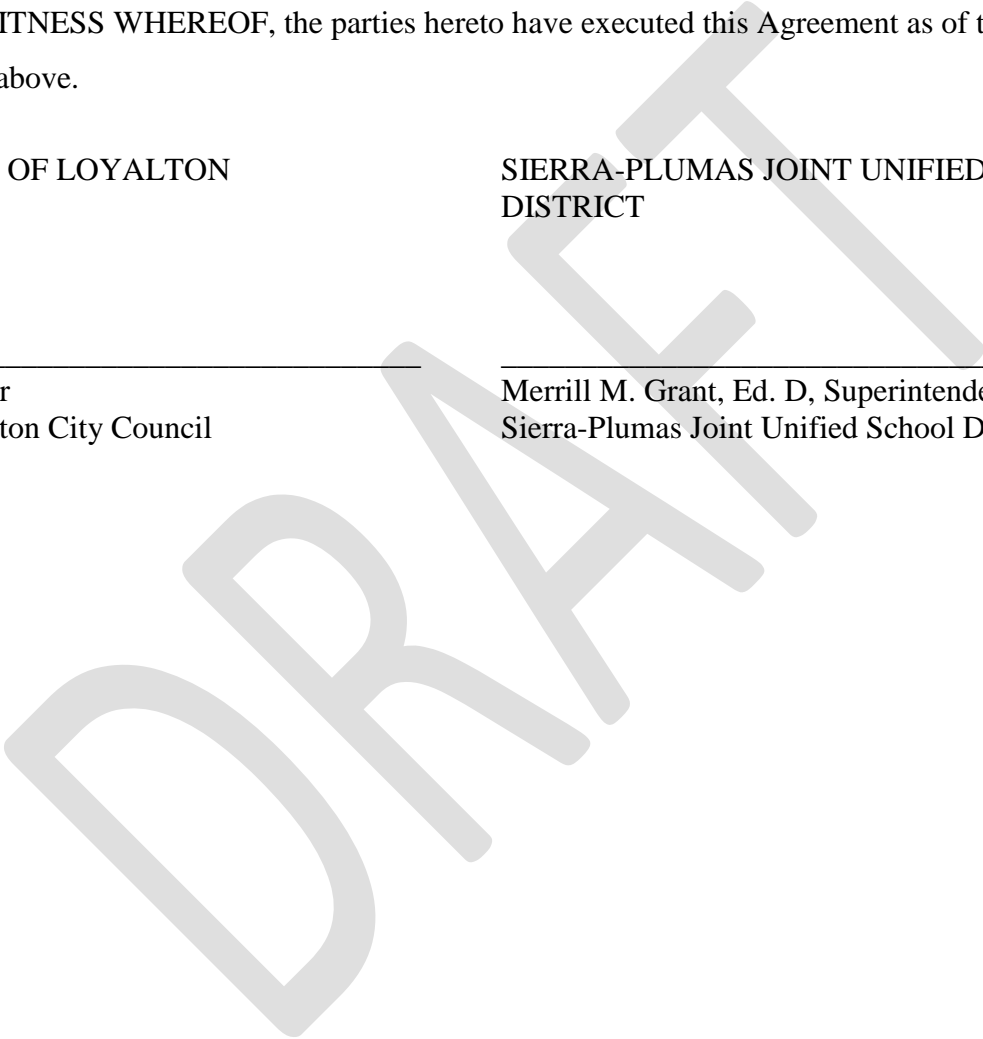 ITNESS WHEREOF, the parties hereto have executed this Agreement as of t
above.
OF LOYALTON
SIERRA-PLUMAS JOINT UNIFIED
DISTRICT
r
ton City Council
Merrill M. Grant, Ed. D, Superintende
Sierra-Plumas Joint Unified School D
DRAFT